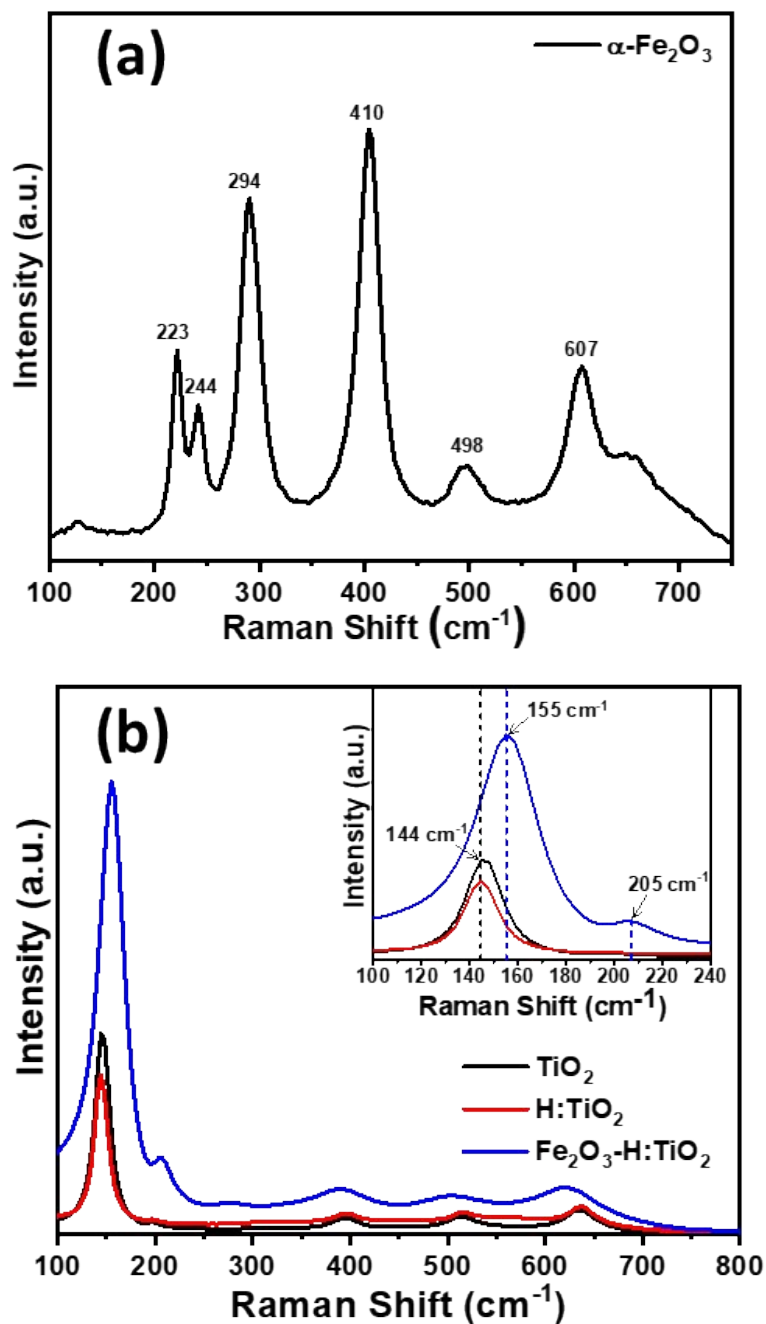 (a)
α-Fe₂O₃
410
294
223
244
498
607
Intensity (a.u.)
100 200 300 400 500 600 700
Raman Shift (cm⁻¹)
(b)
155 cm⁻¹
144 cm⁻¹
205 cm⁻¹
Intensity (a.u.)
100 120 140 160 180 200 220 240
Raman Shift (cm⁻¹)
TiO₂
H:TiO₂
Fe₂O₃-H:TiO₂
Intensity (a.u.)
100 200 300 400 500 600 700 800
Raman Shift (cm⁻¹)